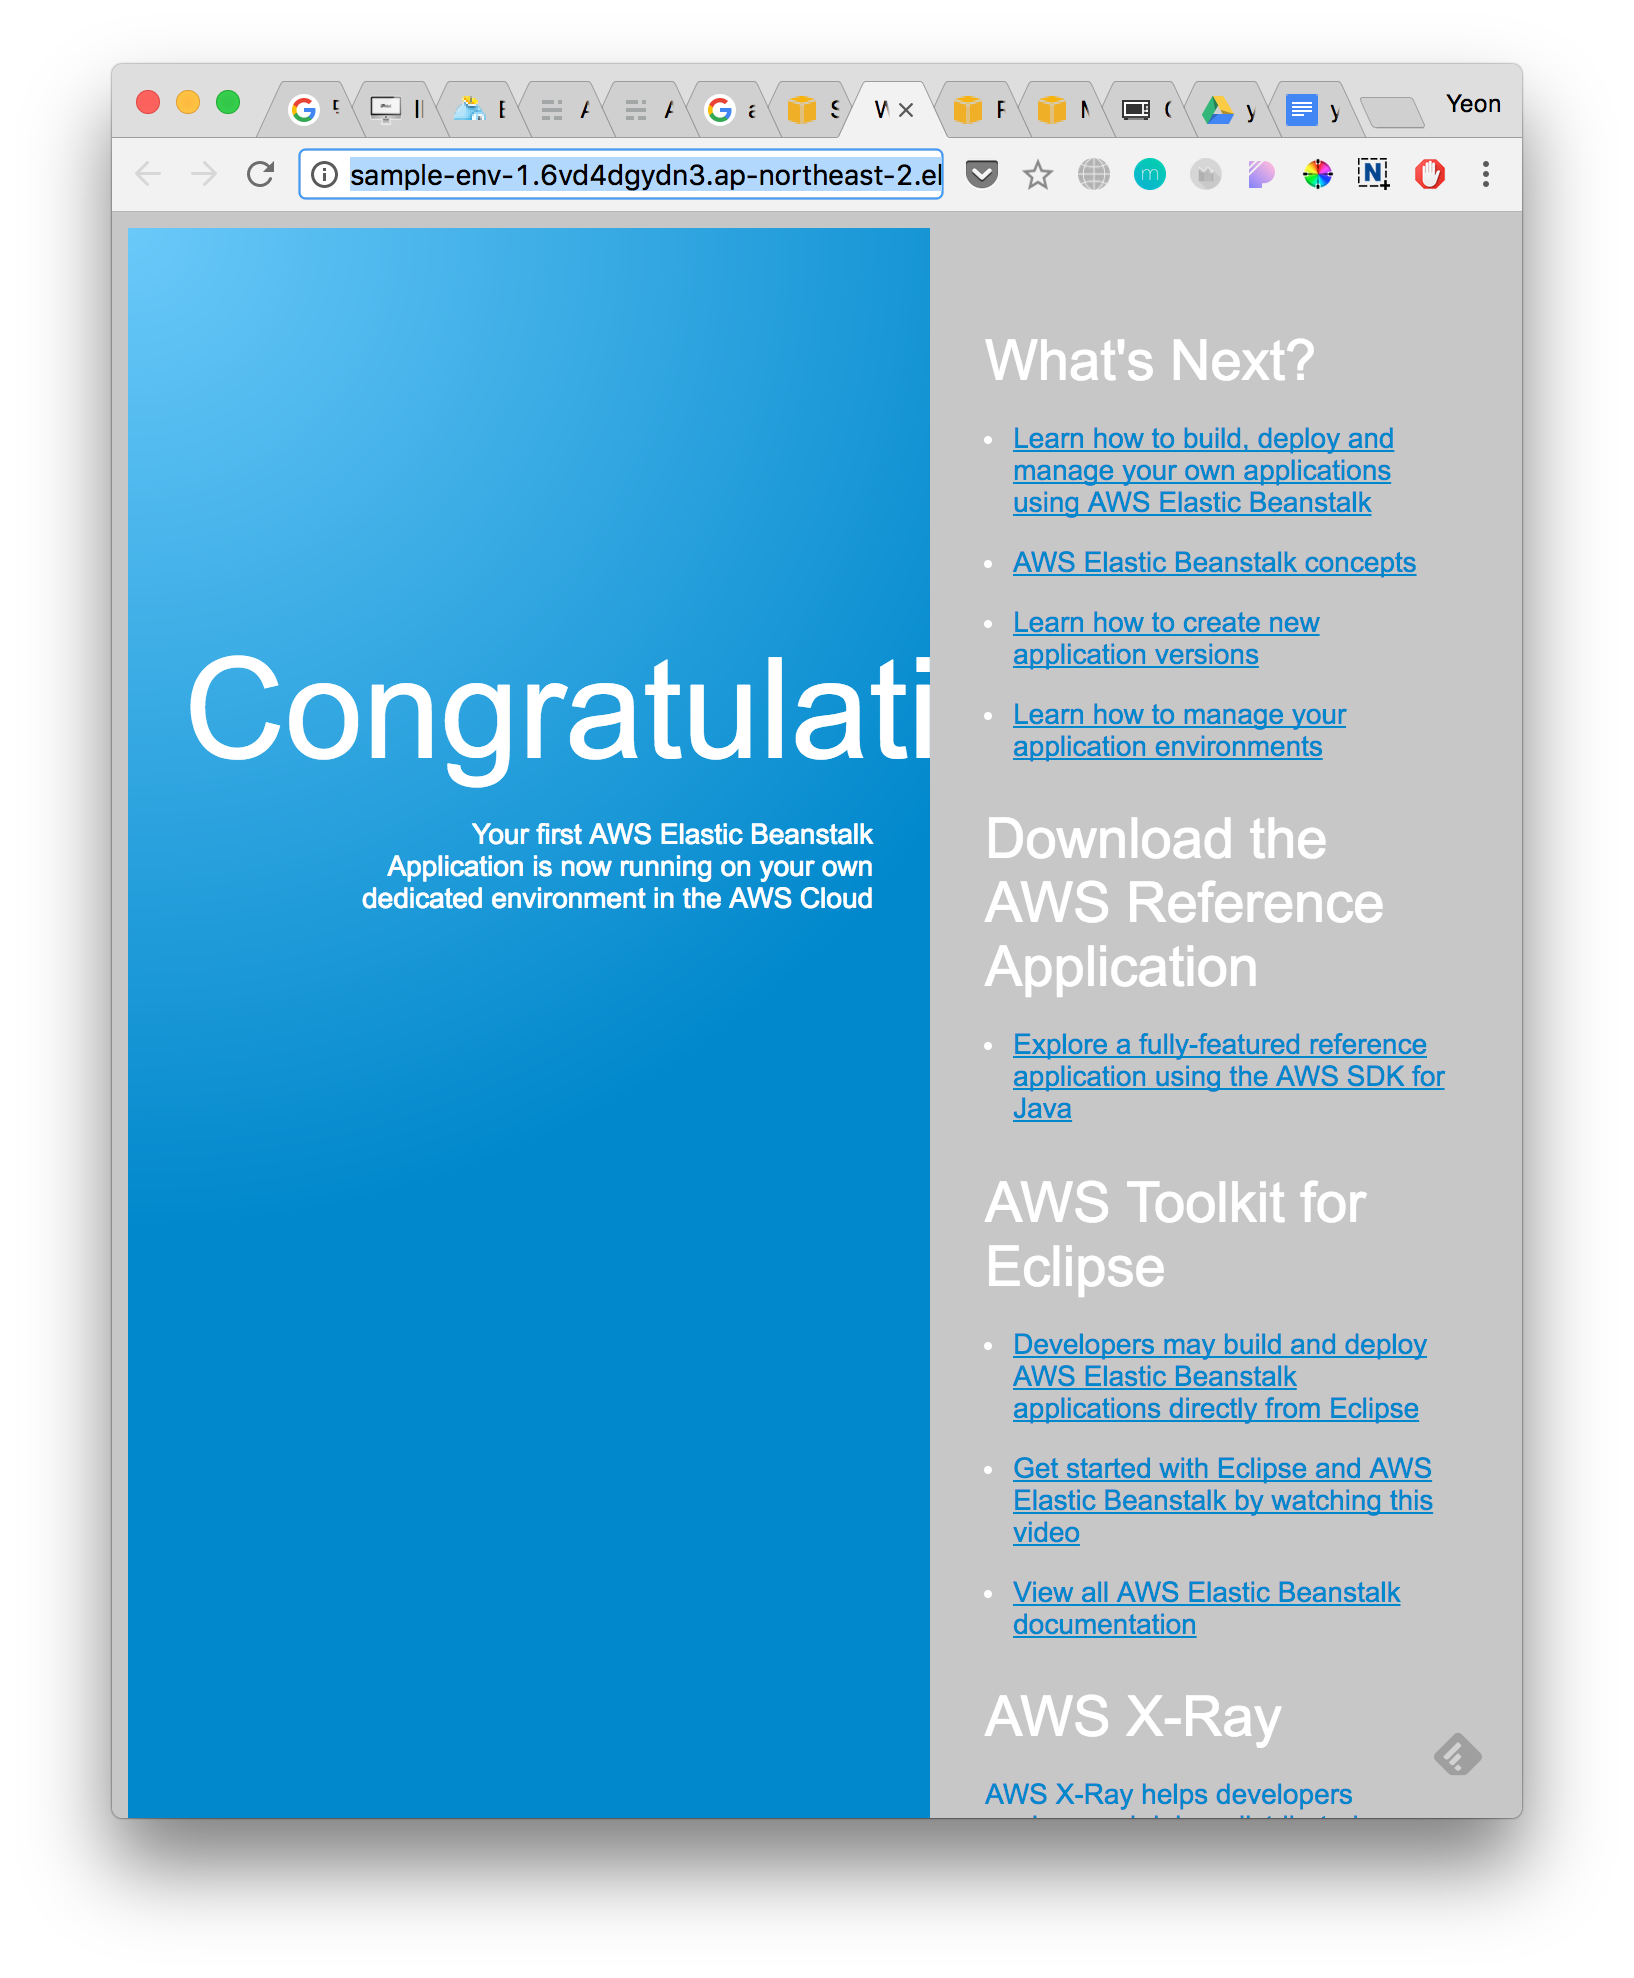 Yeon
sample-env-1.6vd4dgydn3.ap-northeast-2.el
Congratulati
Your first AWS Elastic Beanstalk
Application is now running on your own
dedicated environment in the AWS Cloud
What's Next?
Learn how to build, deploy and
manage your own applications
using AWS Elastic Beanstalk
AWS Elastic Beanstalk concepts
Learn how to create new
application versions
Learn how to manage your
application environments
Download the
AWS Reference
Application
Explore a fully-featured reference
application using the AWS SDK for
Java
AWS Toolkit for
Eclipse
Developers may build and deploy
AWS Elastic Beanstalk
applications directly from Eclipse
Get started with Eclipse and AWS
Elastic Beanstalk by watching this
video
View all AWS Elastic Beanstalk
documentation
AWS X-Ray
AWS X-Ray helps developers